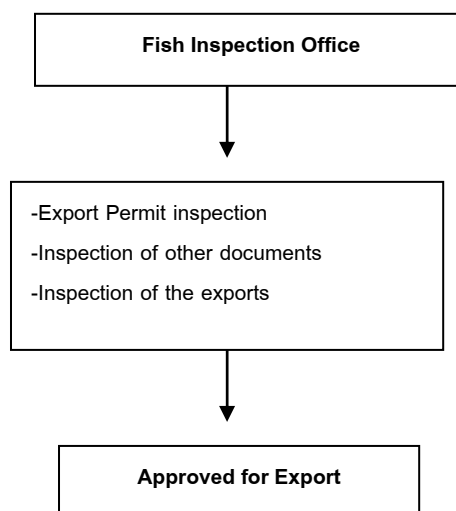 Fish Inspection Office
-Export Permit inspection
-Inspection of other documents
-Inspection of the exports
Approved for Export